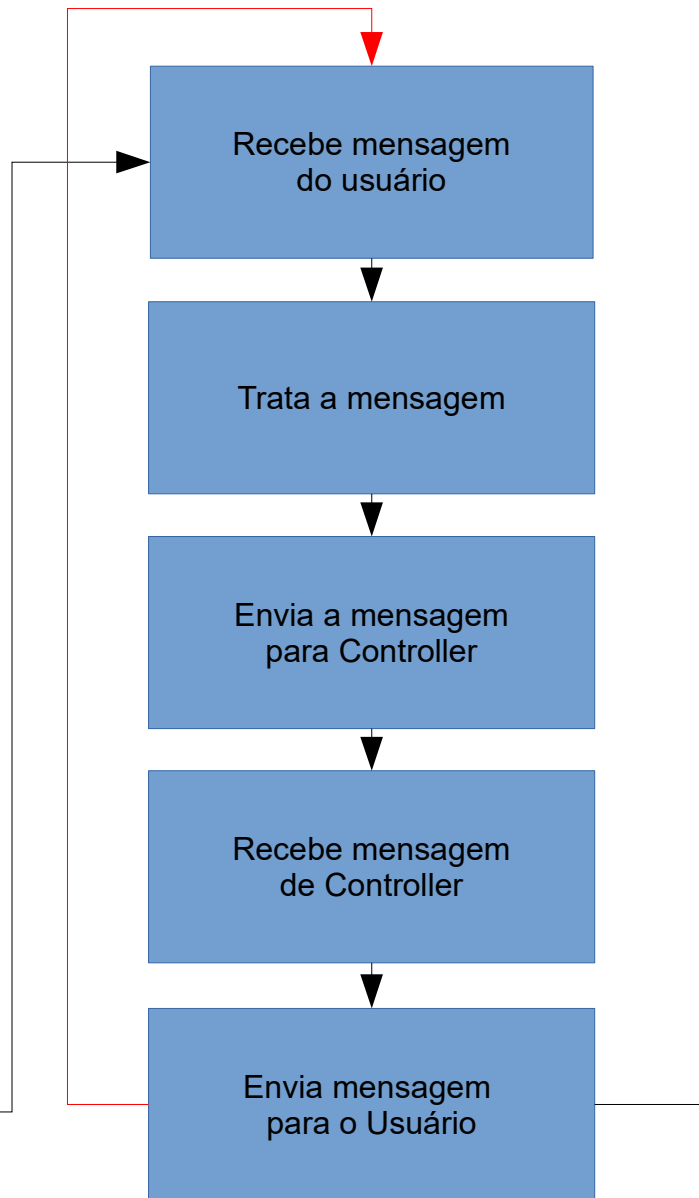 Recebe mensagem
do usuário
Trata a mensagem
Envia a mensagem
para Controller
Recebe mensagem
de Controller
Envia mensagem
para o Usuário